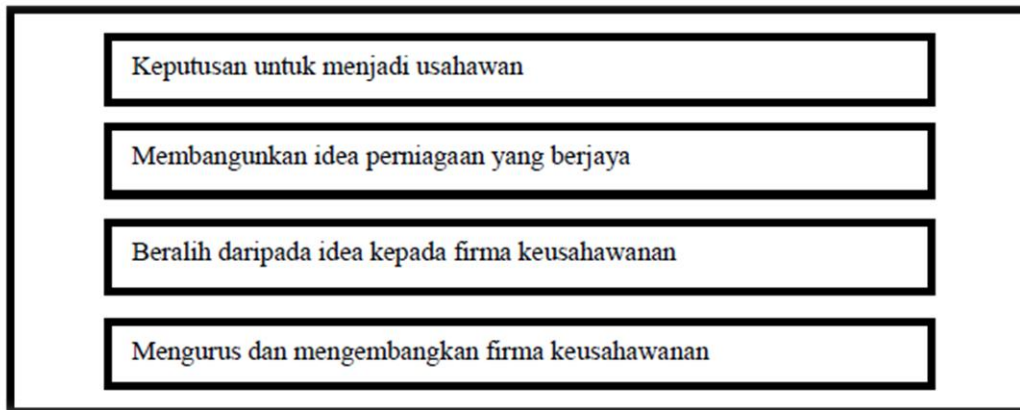 Keputusan untuk menjadi usahawan
Membangunkan idea perniagaan yang berjaya
Beralih daripada idea kepada firma keusahawanan
Mengurus dan mengembangkan firma keusahawanan